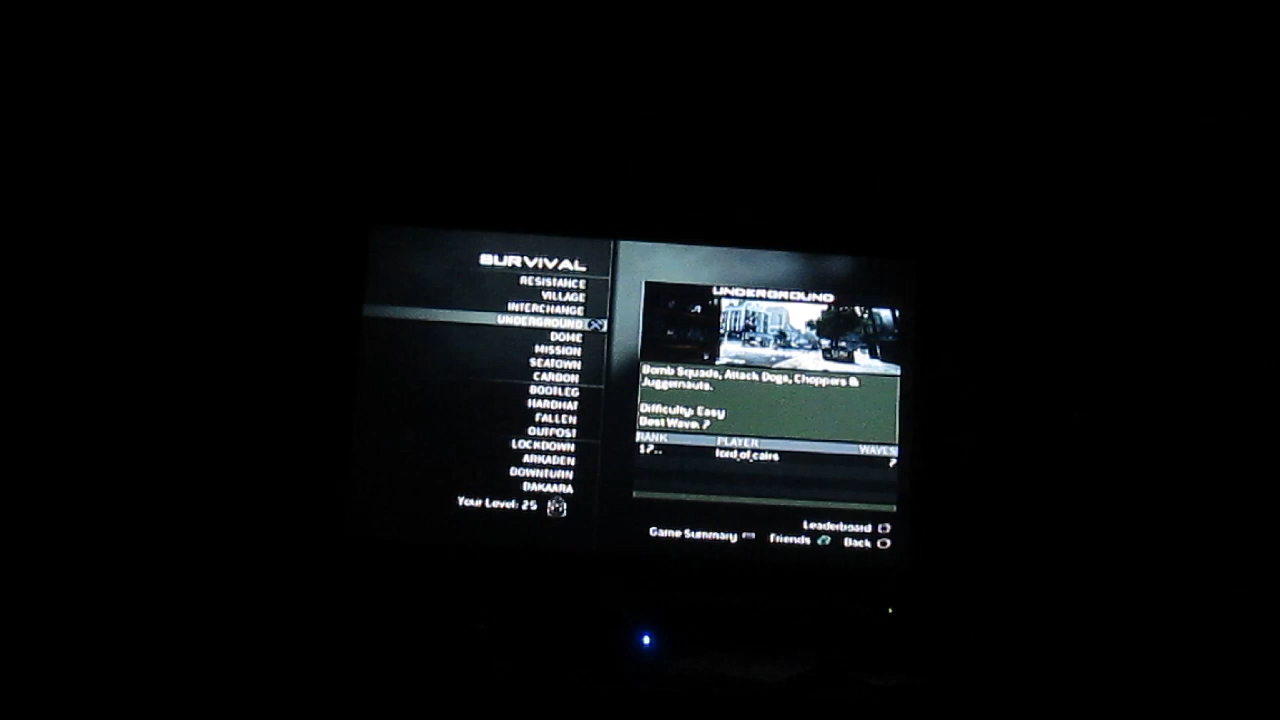 SURVIVAL
RESISTANCE
VILLAGE
INTERCHANGE
UNDERGROUND
DOME
MISSION
SEATOWN
CARBON
BOOTLEG
HARDHAT
FALLEN
OUTPOST
LOCKDOWN
ARKADEN
DOWNTURN
BAKAARA
Your Level: 25
UNDERGROUND
Bomb Squads, Attack Dogs, Choppers &
Juggernauts.
Difficulty: Easy
Best Wave: 7
RANK PLAYER WAVES
17.. lord_of_cairs 7
Leaderboard
Game Summary Friends Back